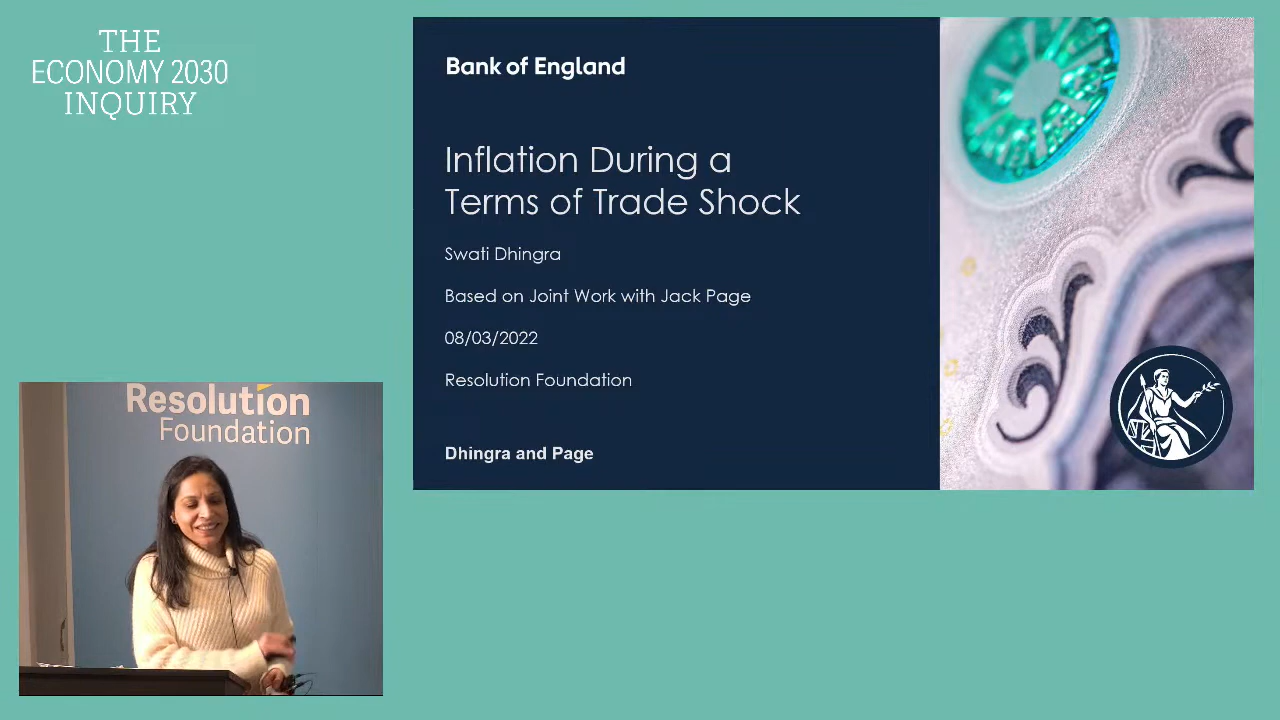 THE
ECONOMY 2030
INQUIRY
Bank of England
Inflation During a
Terms of Trade Shock
Swati Dhingra
Based on Joint Work with Jack Page
08/03/2022
Resolution Foundation
Dhingra and Page
Resolution
Foundation